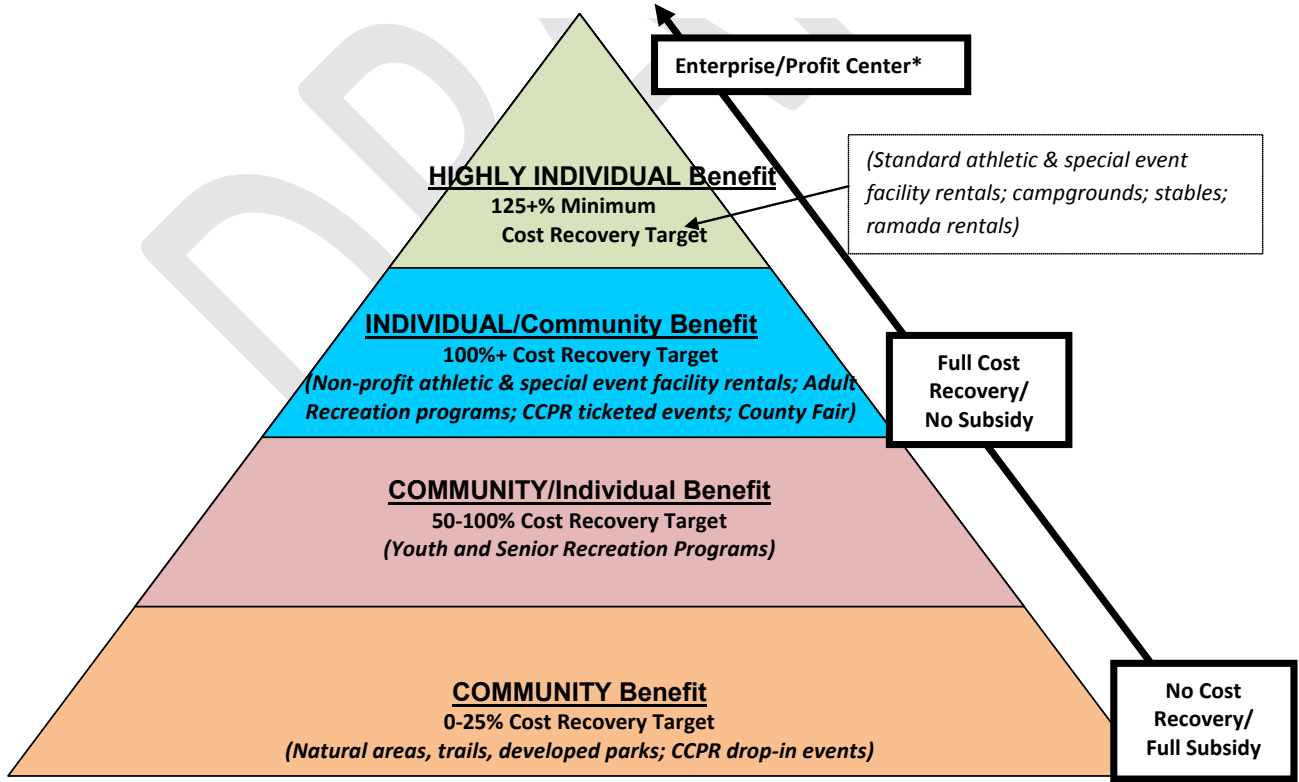 Enterprise/Profit Center*
(Standard athletic & special event
facility rentals; campgrounds; stables;
ramada rentals)
HIGHLY INDIVIDUAL Benefit
125+% Minimum
Cost Recovery Target
INDIVIDUAL/Community Benefit
100%+ Cost Recovery Target
(Non-profit athletic & special event facility rentals; Adult
Recreation programs; CCPR ticketed events; County Fair)
Full Cost
Recovery/
No Subsidy
COMMUNITY/Individual Benefit
50-100% Cost Recovery Target
(Youth and Senior Recreation Programs)
COMMUNITY Benefit
0-25% Cost Recovery Target
(Natural areas, trails, developed parks; CCPR drop-in events)
No Cost
Recovery/
Full Subsidy